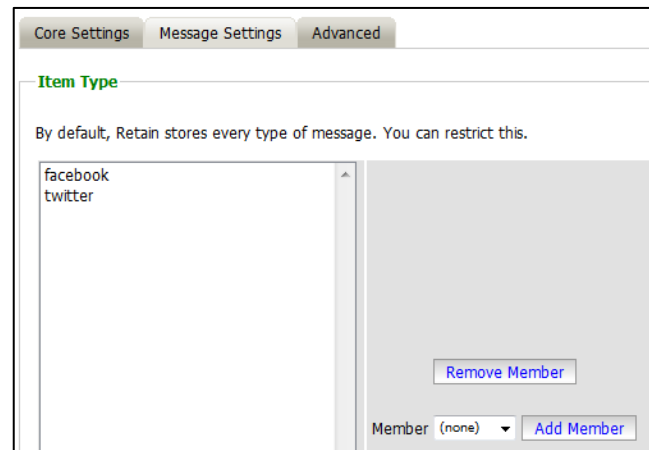 Core Settings Message Settings Advanced
Item Type
By default, Retain stores every type of message. You can restrict this.
facebook
twitter
Remove Member
Member (none) Add Member